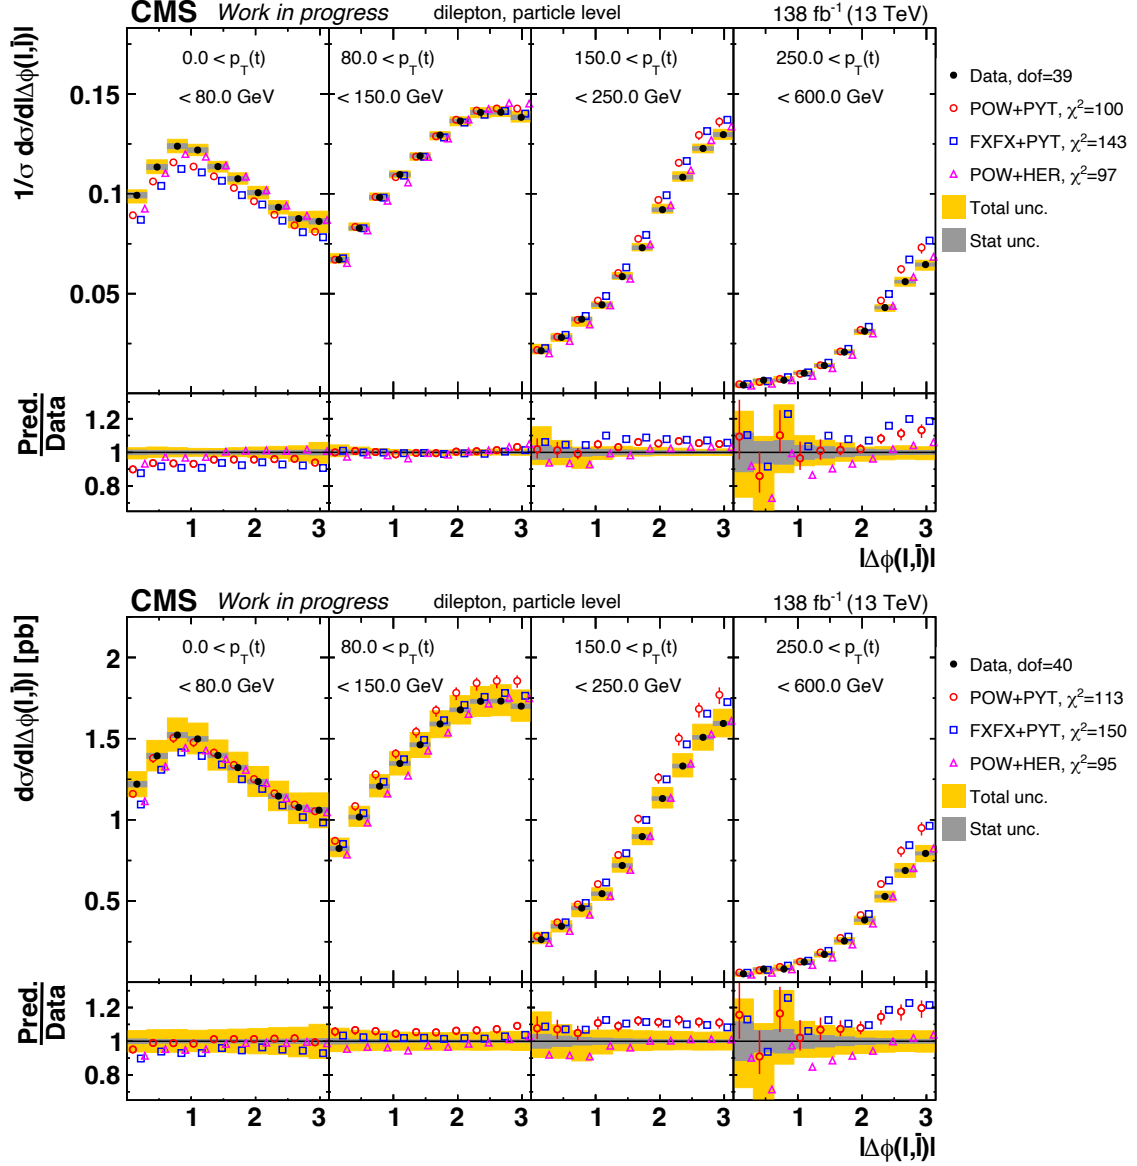 CMS Work in progress dilepton, particle level 138 fb⁻¹ (13 TeV)
1/σ dσ/d|Δϕ(l,l̄)|
0.0 < p_T(t) 80.0 < p_T(t) 150.0 < p_T(t) 250.0 < p_T(t)
< 80.0 GeV < 150.0 GeV < 250.0 GeV < 600.0 GeV
0.15
0.1
0.05
Data, dof=39
POW+PYT, χ²=100
FXFX+PYT, χ²=143
POW+HER, χ²=97
Total unc.
Stat unc.
Pred.
Data
1.2
1
0.8
1 2 3 1 2 3 1 2 3 1 2 3
|Δϕ(l,l̄)|
CMS Work in progress dilepton, particle level 138 fb⁻¹ (13 TeV)
dσ/d|Δϕ(l,l̄)| [pb]
0.0 < p_T(t) 80.0 < p_T(t) 150.0 < p_T(t) 250.0 < p_T(t)
< 80.0 GeV < 150.0 GeV < 250.0 GeV < 600.0 GeV
2
1.5
1
0.5
Data, dof=40
POW+PYT, χ²=113
FXFX+PYT, χ²=150
POW+HER, χ²=95
Total unc.
Stat unc.
Pred.
Data
1.2
1
0.8
1 2 3 1 2 3 1 2 3 1 2 3
|Δϕ(l,l̄)|